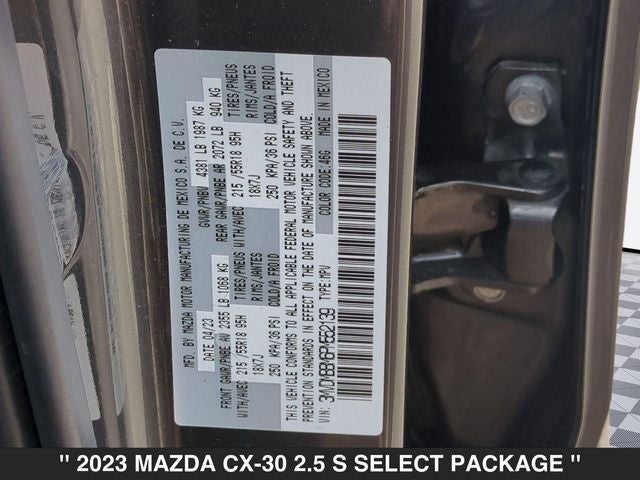 MFD. BY MAZDA MOTOR MANUFACTURING DE MEXICO S.A. DE C.V.
DATE 04/23 GVWR/PNBV 4381 LB 1987 KG
FRONT GAWR/PNBE AV 2355 LB 1068 KG REAR GAWR/PNBE AR 2072 LB 940 KG
WITH/AVEC 215/55R18 95H TIRES/PNEUS WITH/AVEC 215/55R18 95H TIRES/PNEUS
18X7J RIMS/JANTES 18X7J RIMS/JANTES
250 KPA/36 PSI COLD/A FROID 250 KPA/36 PSI COLD/A FROID
THIS VEHICLE CONFORMS TO ALL APPLICABLE FEDERAL MOTOR VEHICLE SAFETY AND THEFT
PREVENTION STANDARDS IN EFFECT ON THE DATE OF MANUFACTURE SHOWN ABOVE.
VIN: TYPE:MPV COLOR CODE:46G MADE IN MEXICO
" 2023 MAZDA CX-30 2.5 S SELECT PACKAGE "